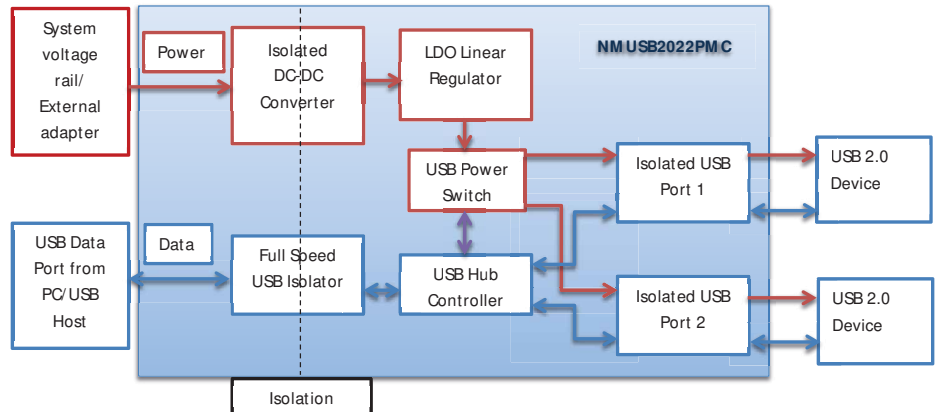 System
voltage
rail/
External
adapter
Power
Isolated
DC-DC
Converter
LDO Linear
Regulator
NMUSB2022PMC
USB Power
Switch
Isolated USB
Port 1
USB 2.0
Device
USB Data
Port from
PC/USB
Host
Data
Full Speed
USB Isolator
USB Hub
Controller
Isolated USB
Port 2
USB 2.0
Device
Isolation